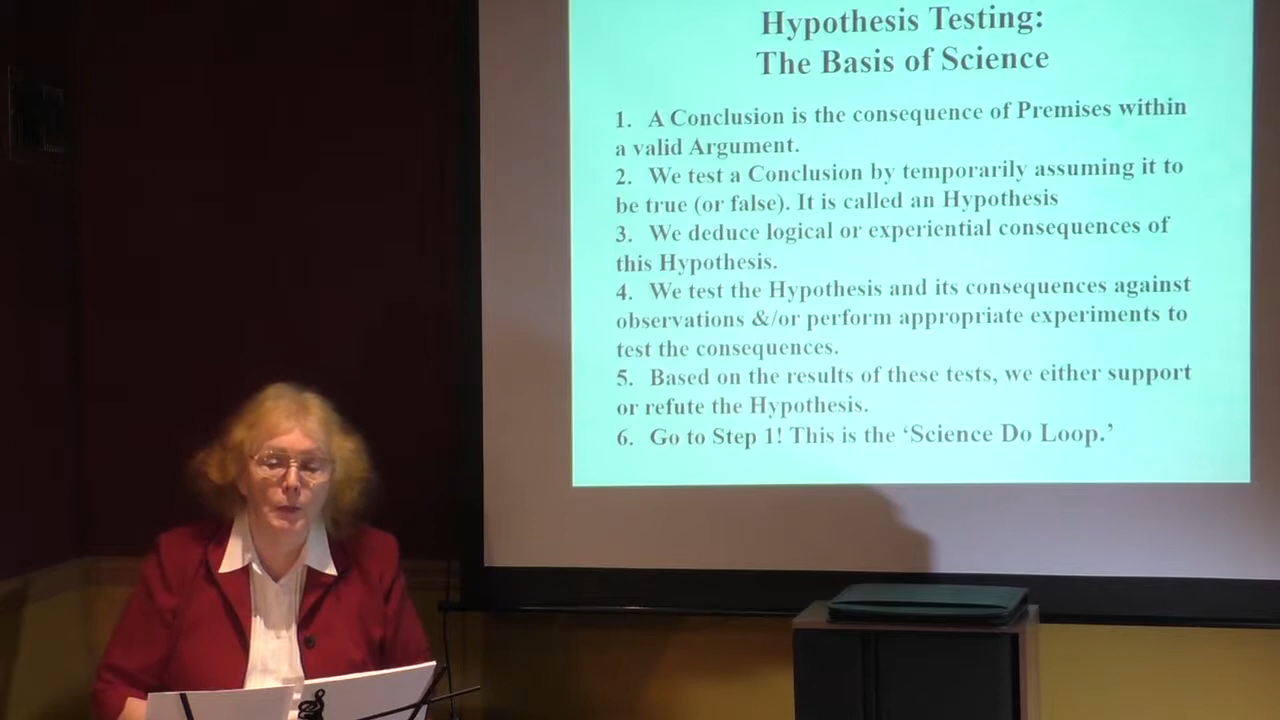 Hypothesis Testing:
The Basis of Science
1. A Conclusion is the consequence of Premises within
a valid Argument.
2. We test a Conclusion by temporarily assuming it to
be true (or false). It is called an Hypothesis
3. We deduce logical or experiential consequences of
this Hypothesis.
4. We test the Hypothesis and its consequences against
observations &/or perform appropriate experiments to
test the consequences.
5. Based on the results of these tests, we either support
or refute the Hypothesis.
6. Go to Step 1! This is the ‘Science Do Loop.’